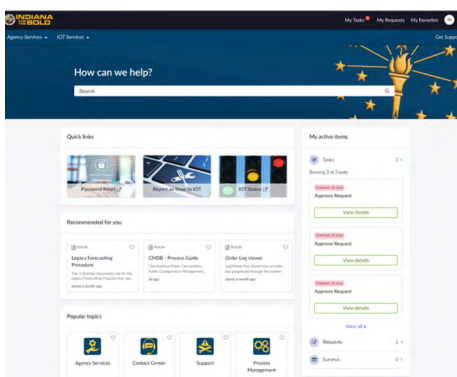 INDIANA
BOLD
My Tasks
My Requests
My Favorites
Agency Services
IOT Services
Get Suppo
How can we help?
Search
Quick links
Password Reset
Report an Issue to IOT
IOT Status
Recommended for you
Legacy Forecasting
Procedure
about a month ago
CMDB - Process Guide
Order Log viewer
about a month ago
Popular topics
Agency Services
Contact Center
Support
Process
Management
My active items
Tasks
3
Showing 3 of 3 tasks
Approve Request
View details
Approve Request
View details
Approve Request
View details
View all
Requests
Surveys